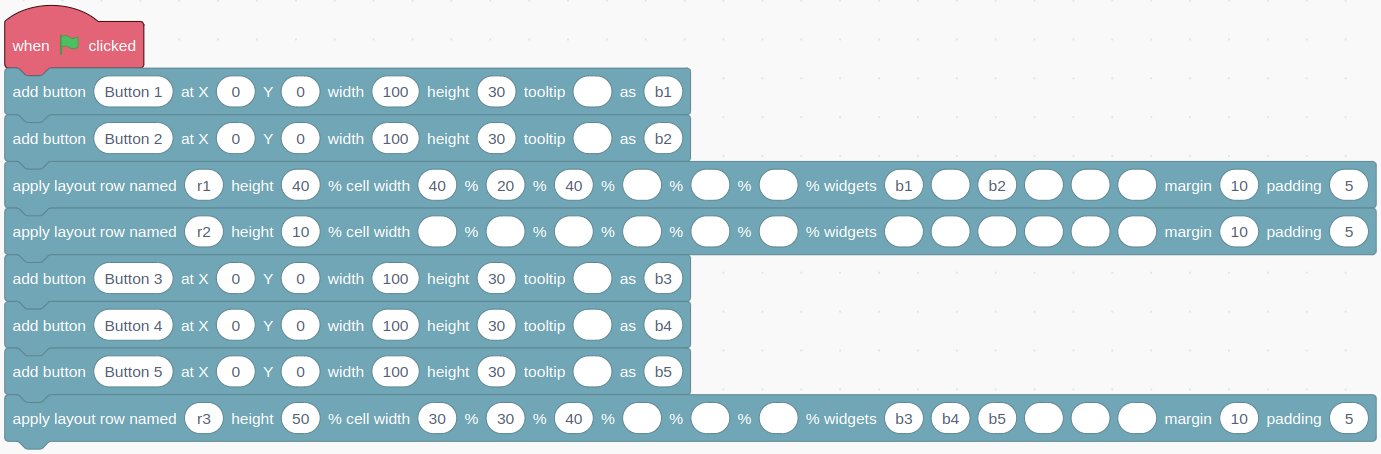 when clicked
add button Button 1 at X 0 Y 0 width 100 height 30 tooltip as b1
add button Button 2 at X 0 Y 0 width 100 height 30 tooltip as b2
apply layout row named r1 height 40 % cell width 40 % 20 % 40 % % % % widgets b1 b2 margin 10 padding 5
apply layout row named r2 height 10 % cell width % % % % % % widgets margin 10 padding 5
add button Button 3 at X 0 Y 0 width 100 height 30 tooltip as b3
add button Button 4 at X 0 Y 0 width 100 height 30 tooltip as b4
add button Button 5 at X 0 Y 0 width 100 height 30 tooltip as b5
apply layout row named r3 height 50 % cell width 30 % 30 % 40 % % % % widgets b3 b4 b5 margin 10 padding 5